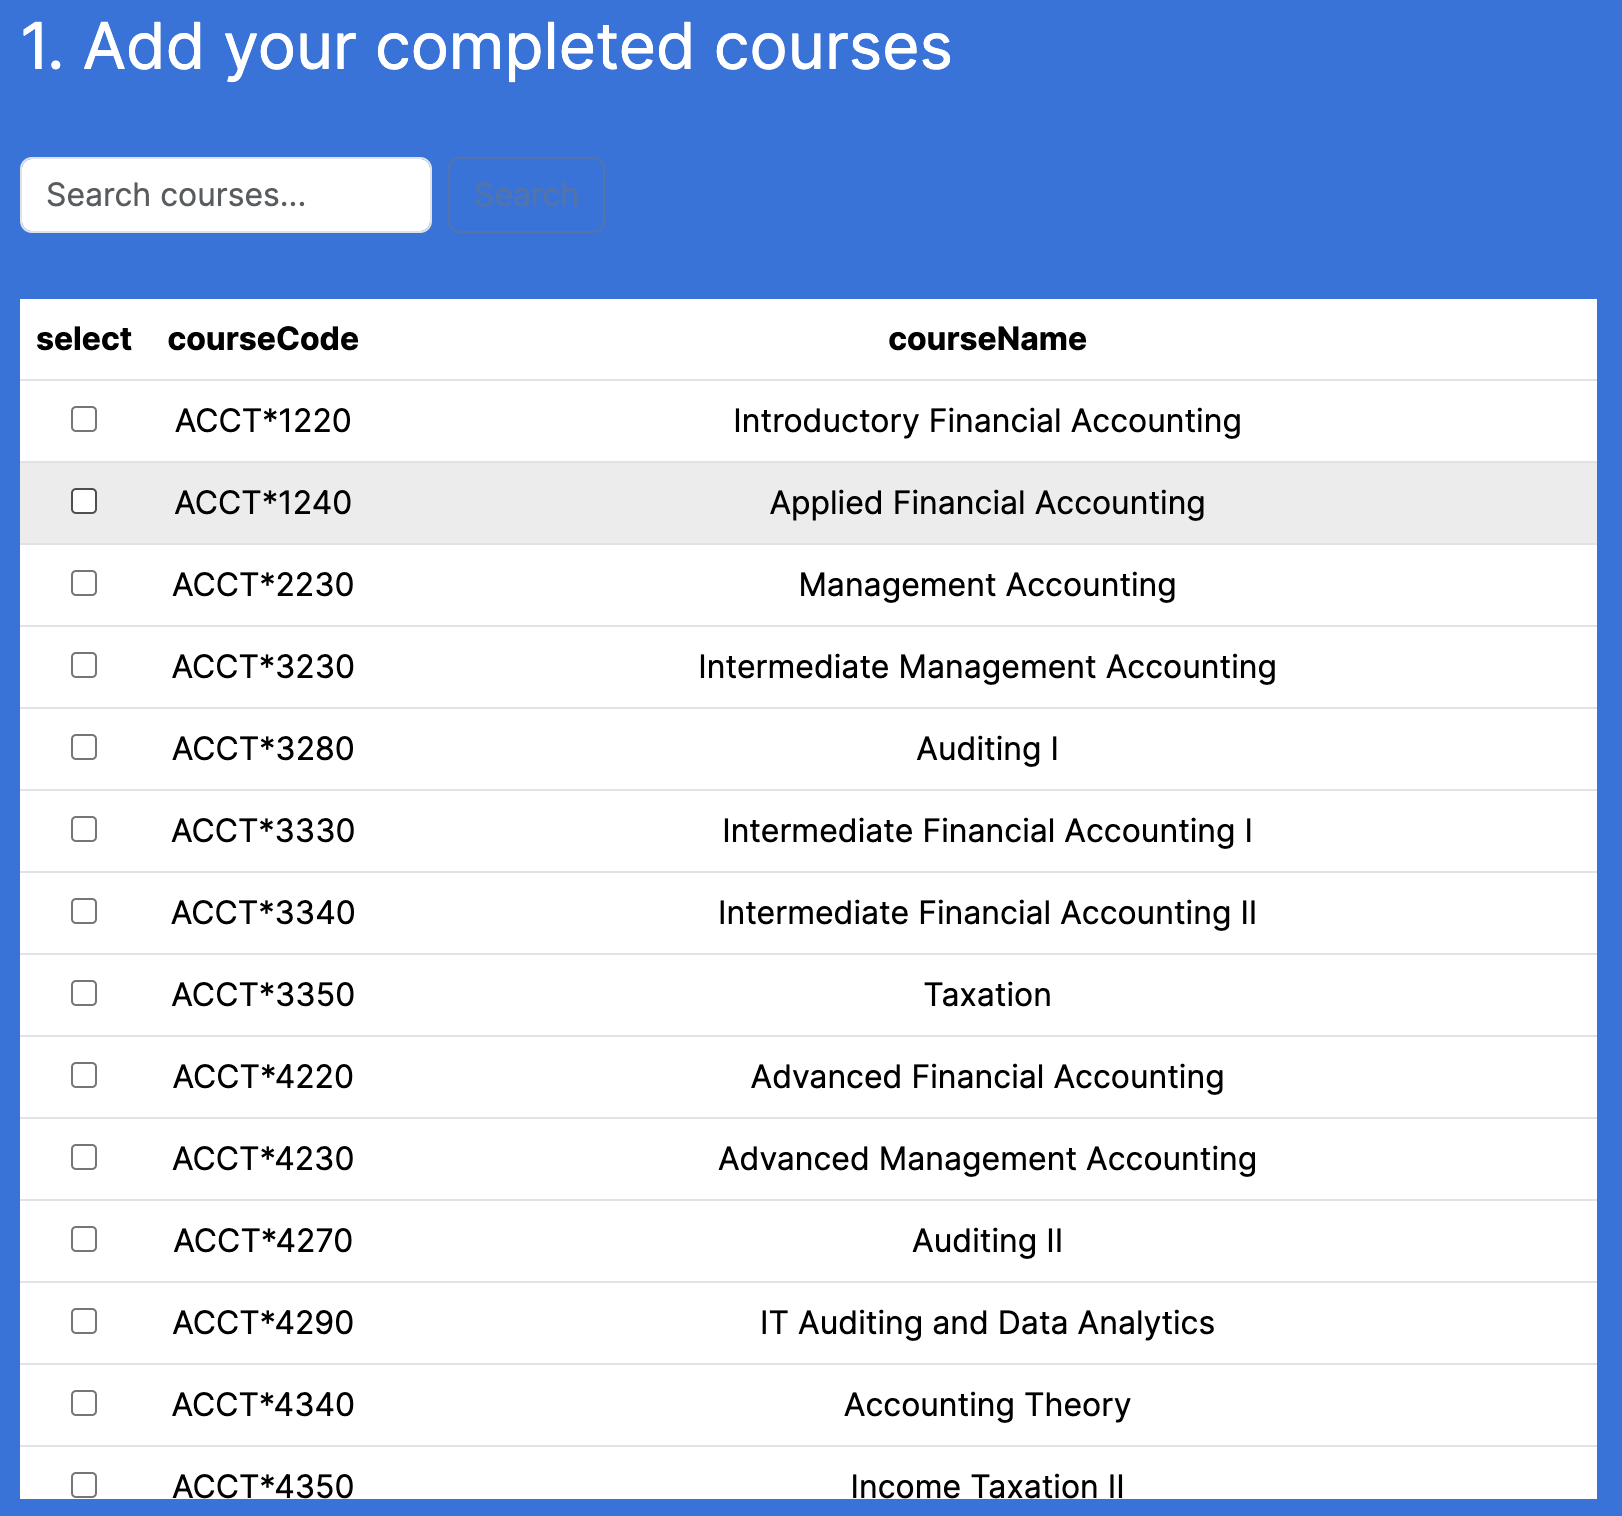 1. Add your completed courses
Search courses... Search
select courseCode courseName
ACCT*1220 Introductory Financial Accounting
ACCT*1240 Applied Financial Accounting
ACCT*2230 Management Accounting
ACCT*3230 Intermediate Management Accounting
ACCT*3280 Auditing I
ACCT*3330 Intermediate Financial Accounting I
ACCT*3340 Intermediate Financial Accounting II
ACCT*3350 Taxation
ACCT*4220 Advanced Financial Accounting
ACCT*4230 Advanced Management Accounting
ACCT*4270 Auditing II
ACCT*4290 IT Auditing and Data Analytics
ACCT*4340 Accounting Theory
ACCT*4350 Income Taxation II